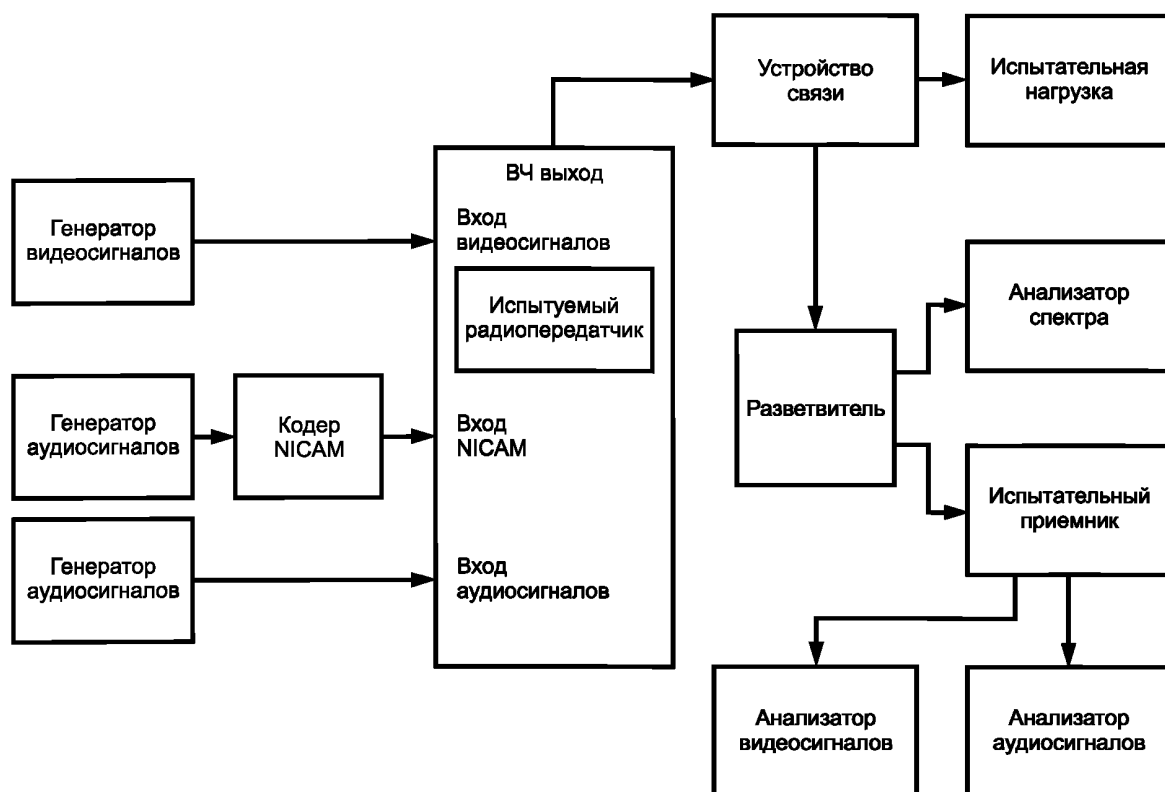 Устройство
связи
Испытательная
нагрузка
ВЧ выход
Генератор
видеосигналов
Вход
видеосигналов
Испытуемый
радиопередатчик
Анализатор
спектра
Разветвитель
Генератор
аудиосигналов
Кодер
NICAM
Вход
NICAM
Испытательный
приемник
Генератор
аудиосигналов
Вход
аудиосигналов
Анализатор
видеосигналов
Анализатор
аудиосигналов